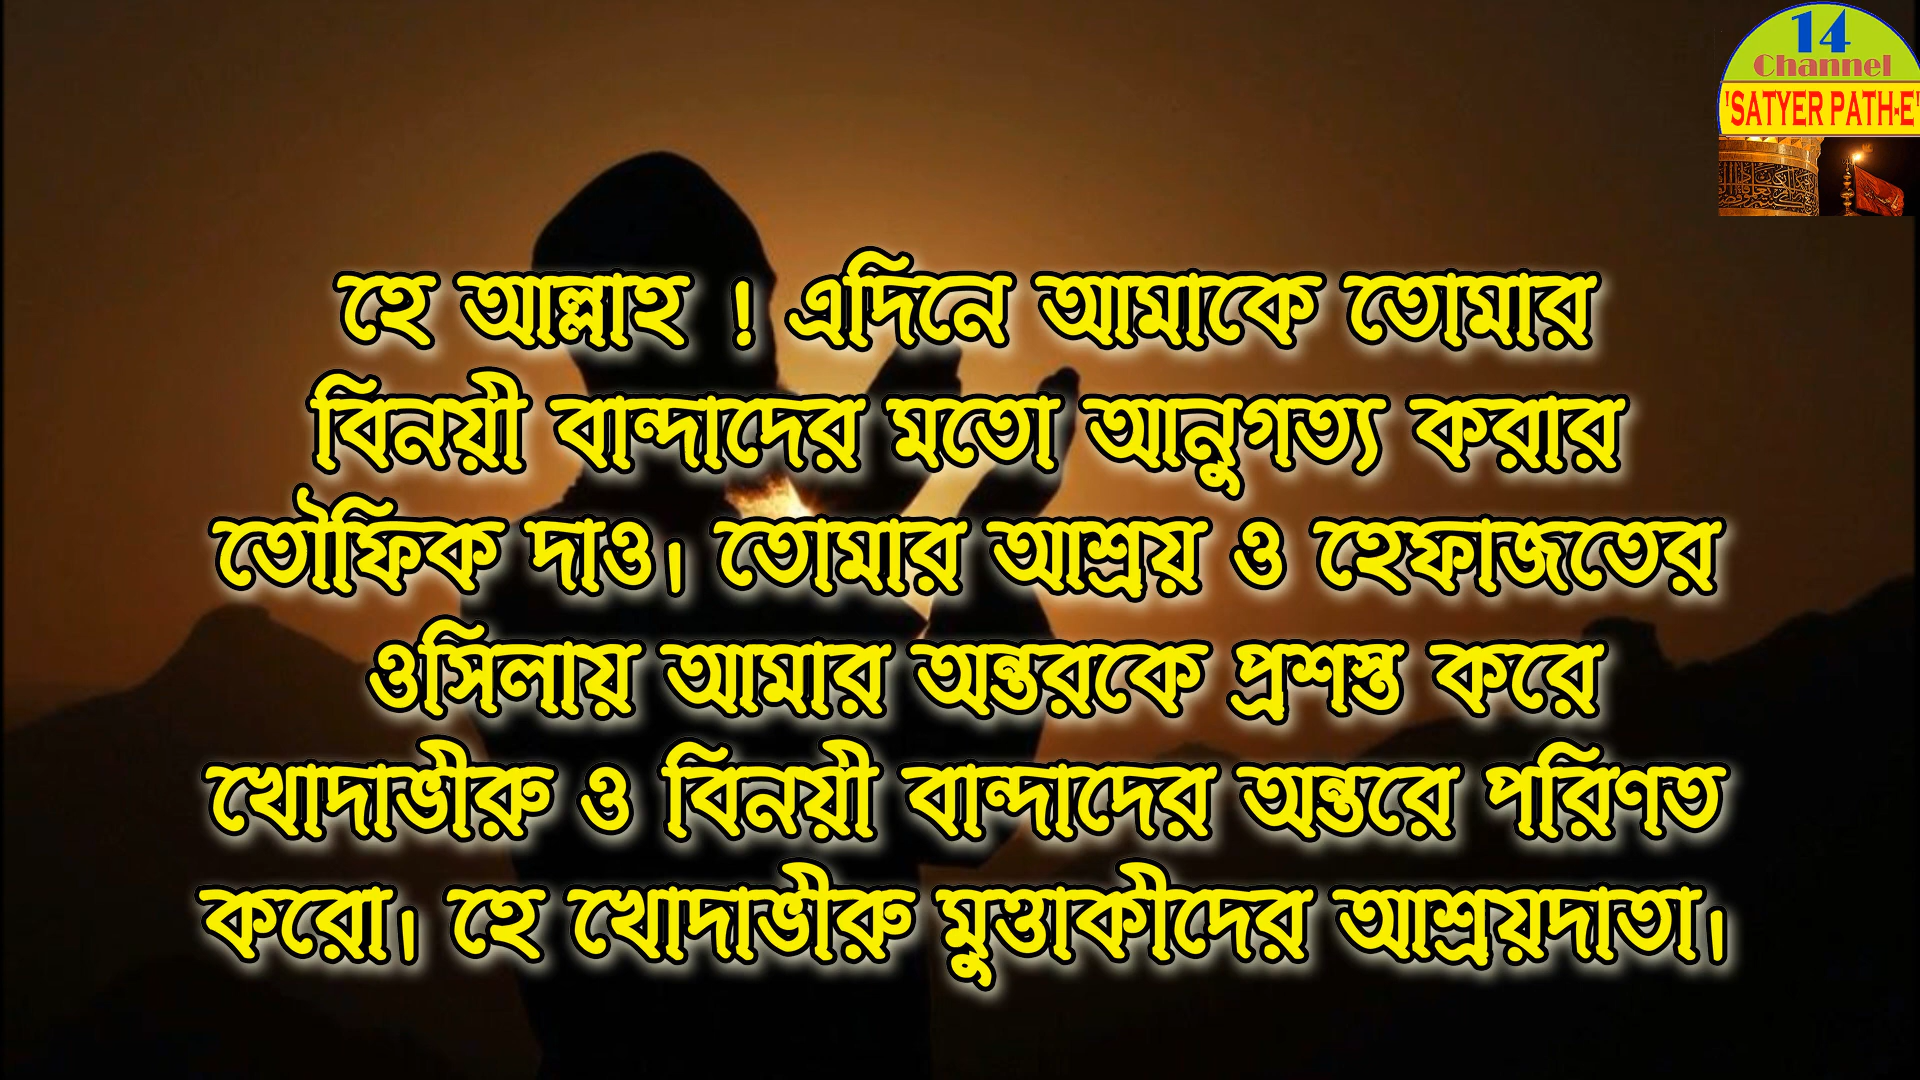 14
Channel
'SATYER PATH-E'
হে আল্লাহ ! এদিনে আমাকে তোমার
বিনয়ী বান্দাদের মতো আনুগত্য করার
তৌফিক দাও। তোমার আশ্রয় ও হেফাজতের
ওসিলায় আমার অন্তরকে প্রশস্ত করে
খোদাভীরু ও বিনয়ী বান্দাদের অন্তরে পরিণত
করো। হে খোদাভীরু মুত্তাকীদের আশ্রয়দাতা।